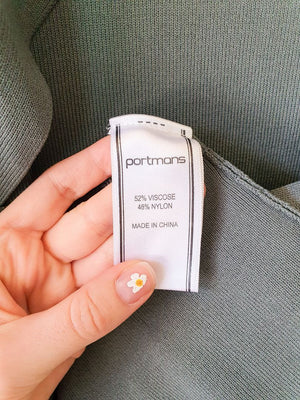 portmans
52% VISCOSE
48% NYLON
MADE IN CHINA